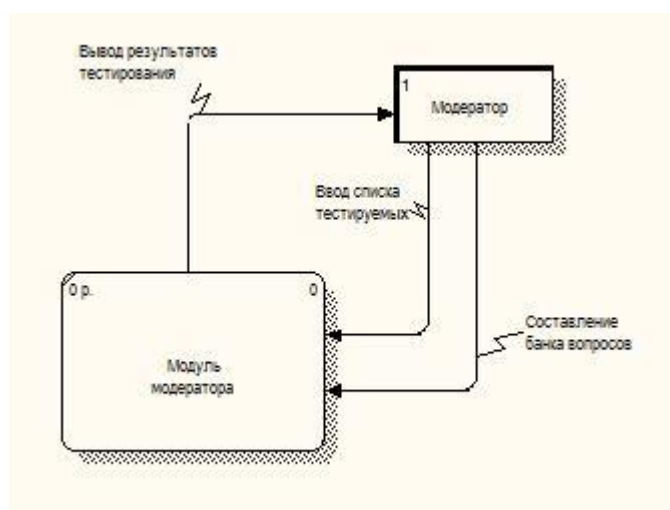 Вывод результатов
тестирования
1
Модератор
Ввод списка
тестируемых
0 р.
0
Модуль
модератора
Составление
банка вопросов